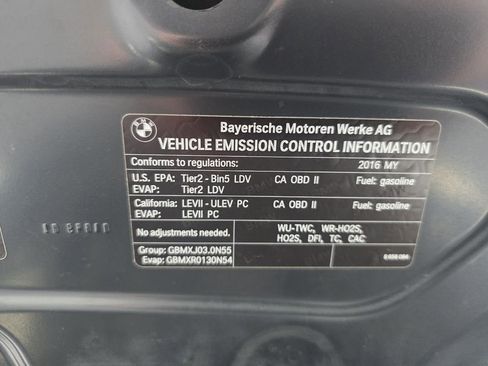 BMW
Bayerische Motoren Werke AG
VEHICLE EMISSION CONTROL INFORMATION
Conforms to regulations: 2016 MY
U.S. EPA: Tier2 - Bin5 LDV CA OBD II Fuel: gasoline
EVAP: Tier2 LDV
California: LEVII - ULEV PC CA OBD II Fuel: gasoline
EVAP: LEVII PC
No adjustments needed.
WU-TWC, WR-HO2S,
HO2S, DFI, TC, CAC
Group: GBMXJ03.0N55
Evap: GBMXR0130N54